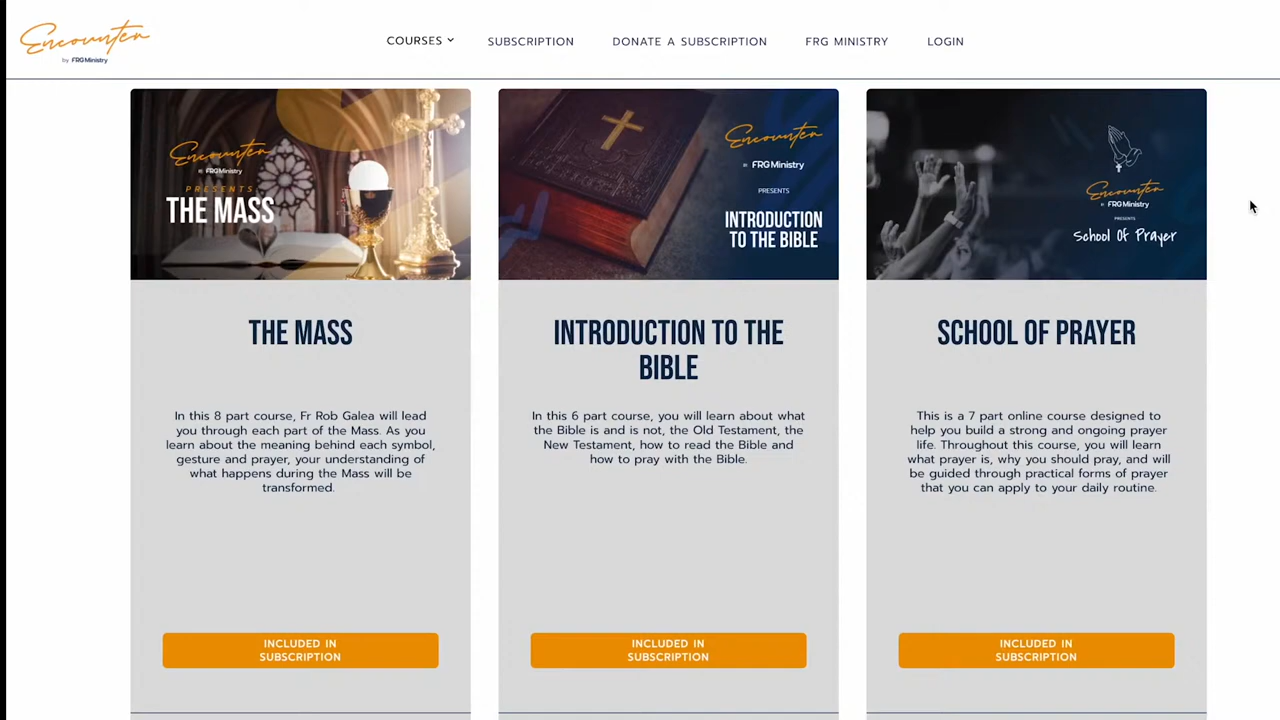 Encounter
by FRG Ministry
COURSES
SUBSCRIPTION
DONATE A SUBSCRIPTION
FRG MINISTRY
LOGIN
Encounter
FRG Ministry
PRESENTS
THE MASS
Encounter
FRG Ministry
PRESENTS
INTRODUCTION
TO THE BIBLE
Encounter
FRG Ministry
PRESENTS
School Of Prayer
THE MASS
In this 8 part course, Fr Rob Galea will lead
you through each part of the Mass. As you
learn about the meaning behind each symbol,
gesture and prayer, your understanding of
what happens during the Mass will be
transformed.
INCLUDED IN
SUBSCRIPTION
INTRODUCTION TO THE
BIBLE
In this 6 part course, you will learn about what
the Bible is and is not, the Old Testament, the
New Testament, how to read the Bible and
how to pray with the Bible.
INCLUDED IN
SUBSCRIPTION
SCHOOL OF PRAYER
This is a 7 part online course designed to
help you build a strong and ongoing prayer
life. Throughout this course, you will learn
what prayer is, why you should pray, and will
be guided through practical forms of prayer
that you can apply to your daily routine.
INCLUDED IN
SUBSCRIPTION